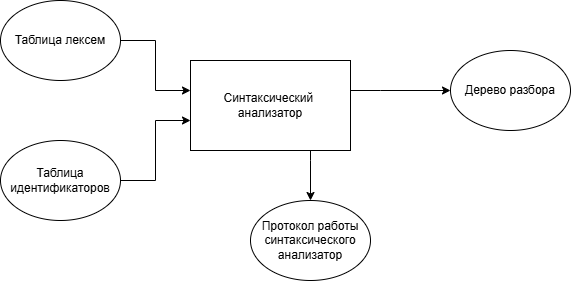 Таблица лексем
Синтаксический
анализатор
Дерево разбора
Таблица
идентификаторов
Протокол работы
синтаксического
анализатор